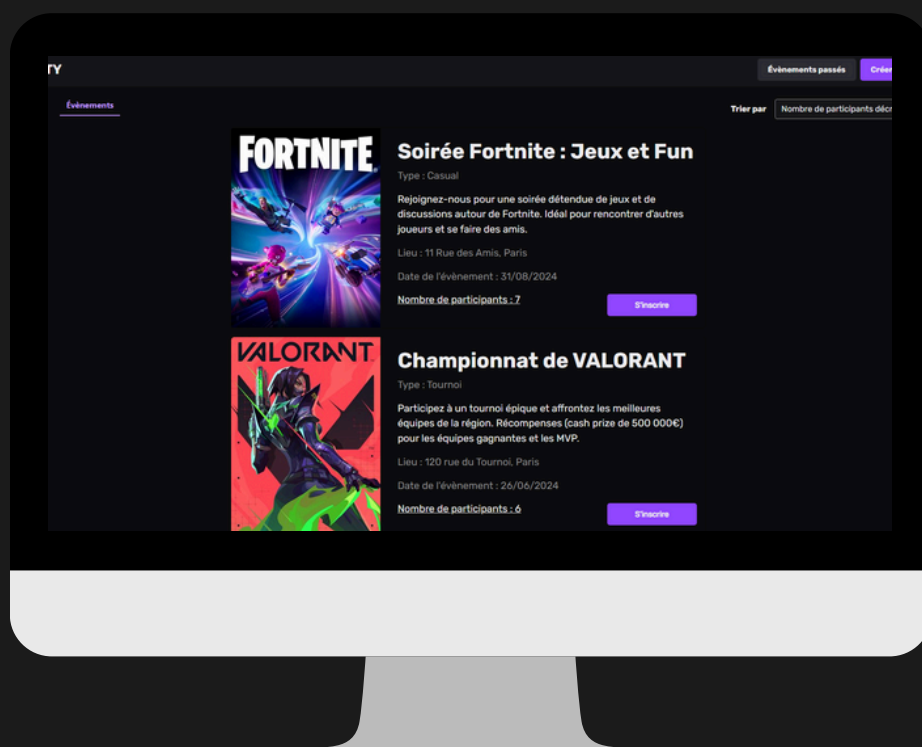 TY
Évènements passés
Créer
Évènements
Trier par
Nombre de participants décr
FORTNITE
Soirée Fortnite : Jeux et Fun
Type : Casual
Rejoignez-nous pour une soirée détendue de jeux et de
discussions autour de Fortnite. Idéal pour rencontrer d'autres
joueurs et se faire des amis.
Lieu : 11 Rue des Amis, Paris
Date de l'évènement : 31/08/2024
Nombre de participants : 7
S'inscrire
VALORANT
Championnat de VALORANT
Type : Tournoi
Participez à un tournoi épique et affrontez les meilleures
équipes de la région. Récompenses (cash prize de 500 000€)
pour les équipes gagnantes et les MVP.
Lieu : 120 rue du Tournoi, Paris
Date de l'évènement : 26/06/2024
Nombre de participants : 6
S'inscrire